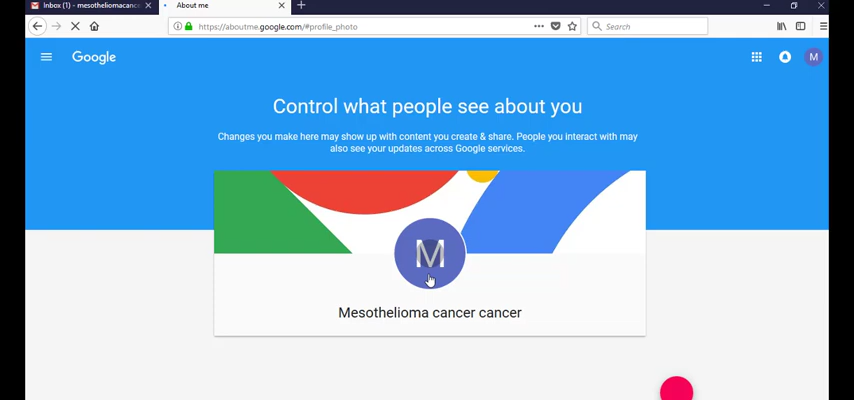 Inbox (1) - mesotheliomacance
About me
https://aboutme.google.com/#profile_photo
Search
Google
M
Control what people see about you
Changes you make here may show up with content you create & share. People you interact with may
also see your updates across Google services.
M
Mesothelioma cancer cancer